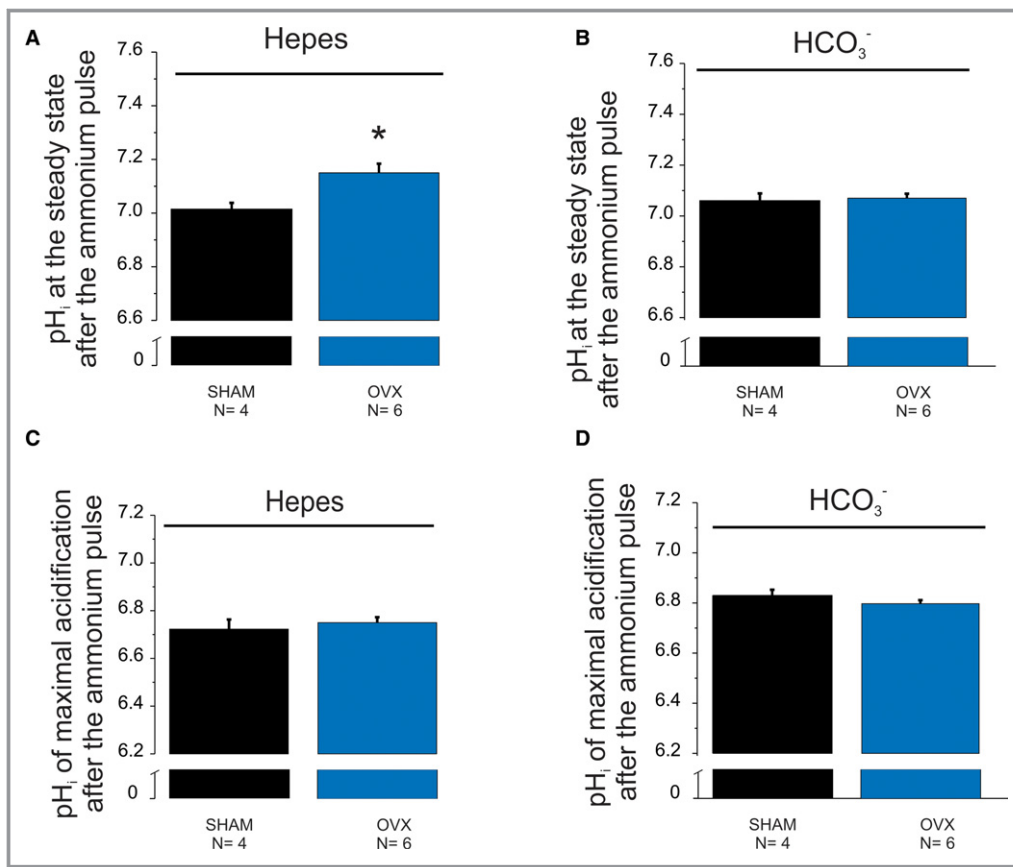 A
Hepes
pHi at the steady state
after the ammonium pulse
7.6
7.4
7.2
7.0
6.8
6.6
0
*
SHAM
N= 4
OVX
N= 6
B
HCO3-
pHi at the steady state
after the ammonium pulse
7.6
7.4
7.2
7.0
6.8
6.6
0
SHAM
N= 4
OVX
N= 6
C
Hepes
pHi of maximal acidification
after the ammonium pulse
7.2
7.0
6.8
6.6
6.4
6.2
0
SHAM
N= 4
OVX
N= 6
D
HCO3-
pHi of maximal acidification
after the ammonium pulse
7.2
7.0
6.8
6.6
6.4
6.2
0
SHAM
N= 4
OVX
N= 6